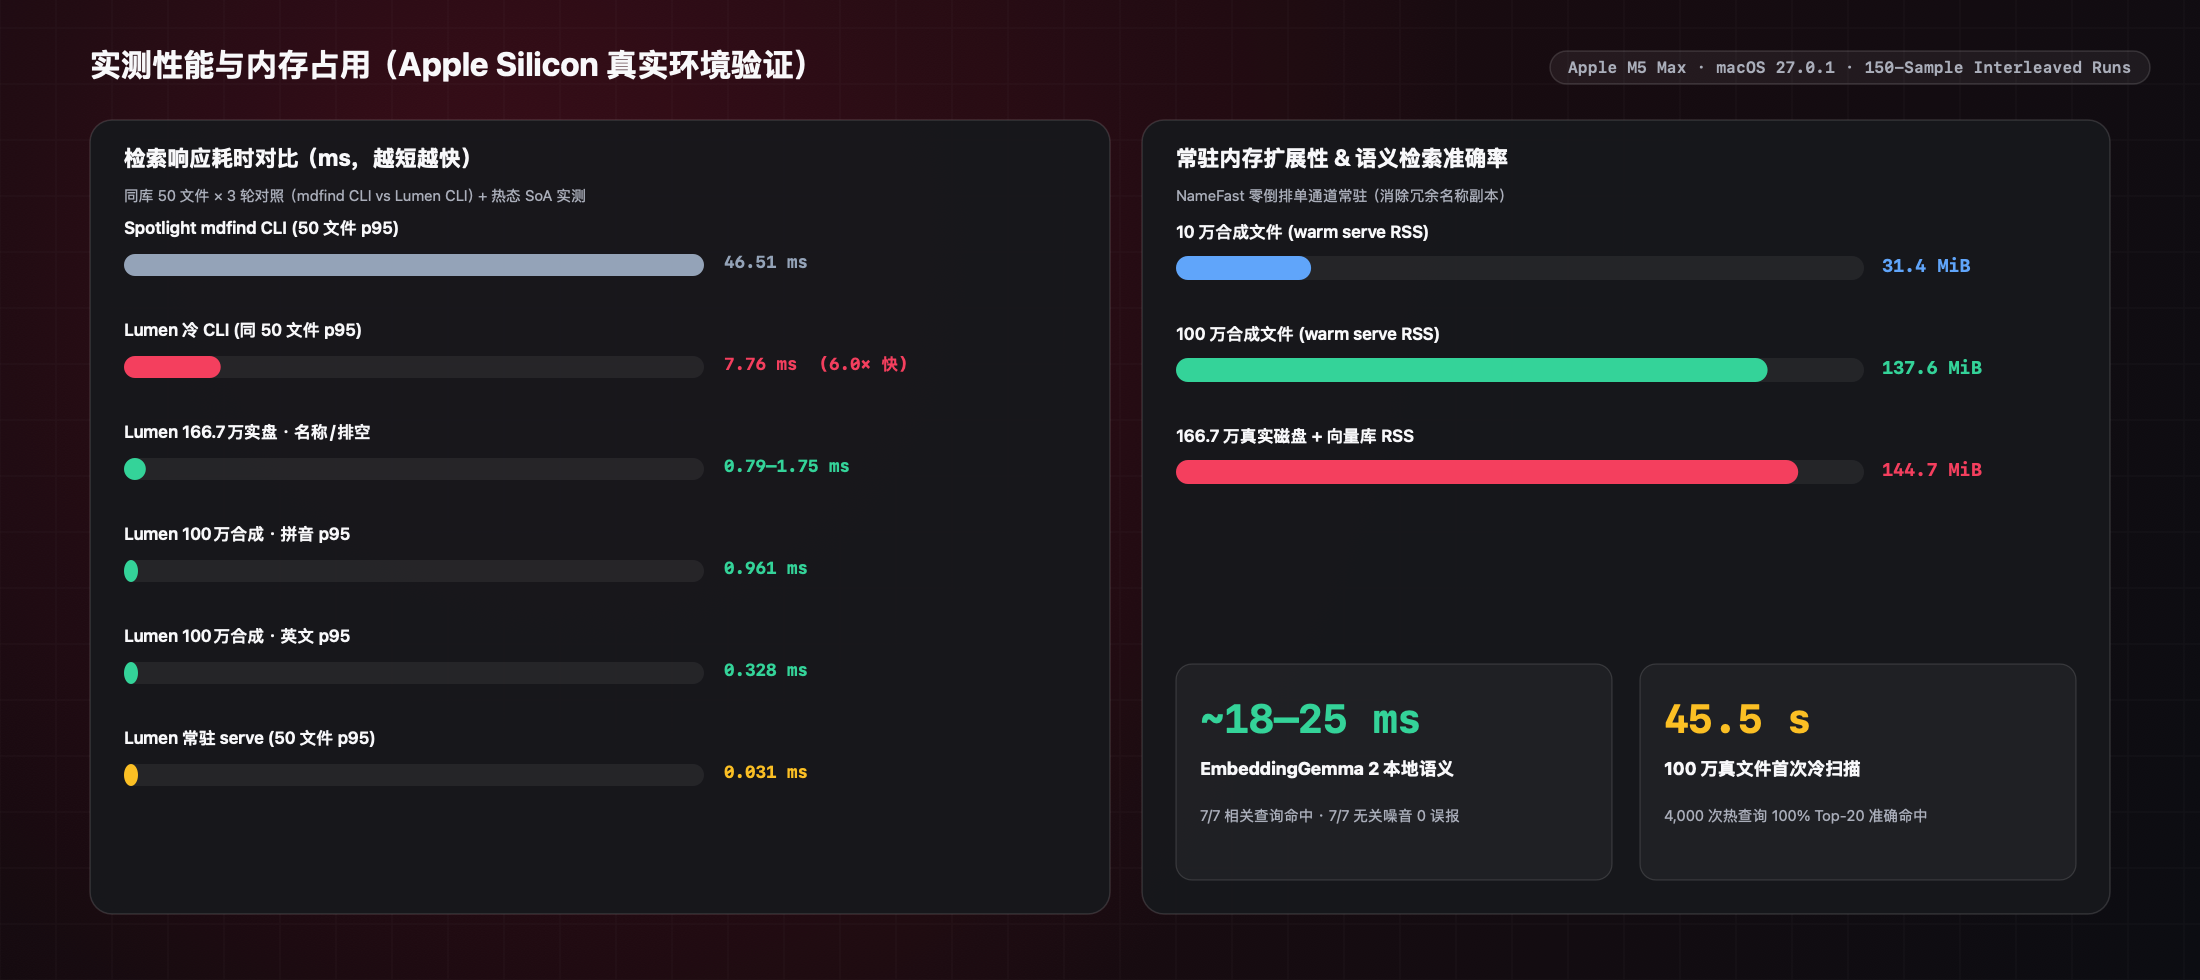 实测性能与内存占用（Apple Silicon 真实环境验证）
Apple M5 Max · macOS 27.0.1 · 150–Sample Interleaved Runs
检索响应耗时对比（ms，越短越快）
同库 50 文件 × 3 轮对照（mdfind CLI vs Lumen CLI）+ 热态 SoA 实测
Spotlight mdfind CLI (50 文件 p95)
46.51 ms
Lumen 冷 CLI (同 50 文件 p95)
7.76 ms （6.0× 快）
Lumen 166.7万实盘 · 名称/排空
0.79–1.75 ms
Lumen 100万合成 · 拼音 p95
0.961 ms
Lumen 100万合成 · 英文 p95
0.328 ms
Lumen 常驻 serve (50 文件 p95)
0.031 ms
常驻内存扩展性 & 语义检索准确率
NameFast 零倒排单通道常驻（消除冗余名称副本）
10 万合成文件 (warm serve RSS)
31.4 MiB
100 万合成文件 (warm serve RSS)
137.6 MiB
166.7 万真实磁盘 + 向量库 RSS
144.7 MiB
~18–25 ms
EmbeddingGemma 2 本地语义
7/7 相关查询命中 · 7/7 无关噪音 0 误报
45.5 s
100 万真文件首次冷扫描
4,000 次热查询 100% Top-20 准确命中